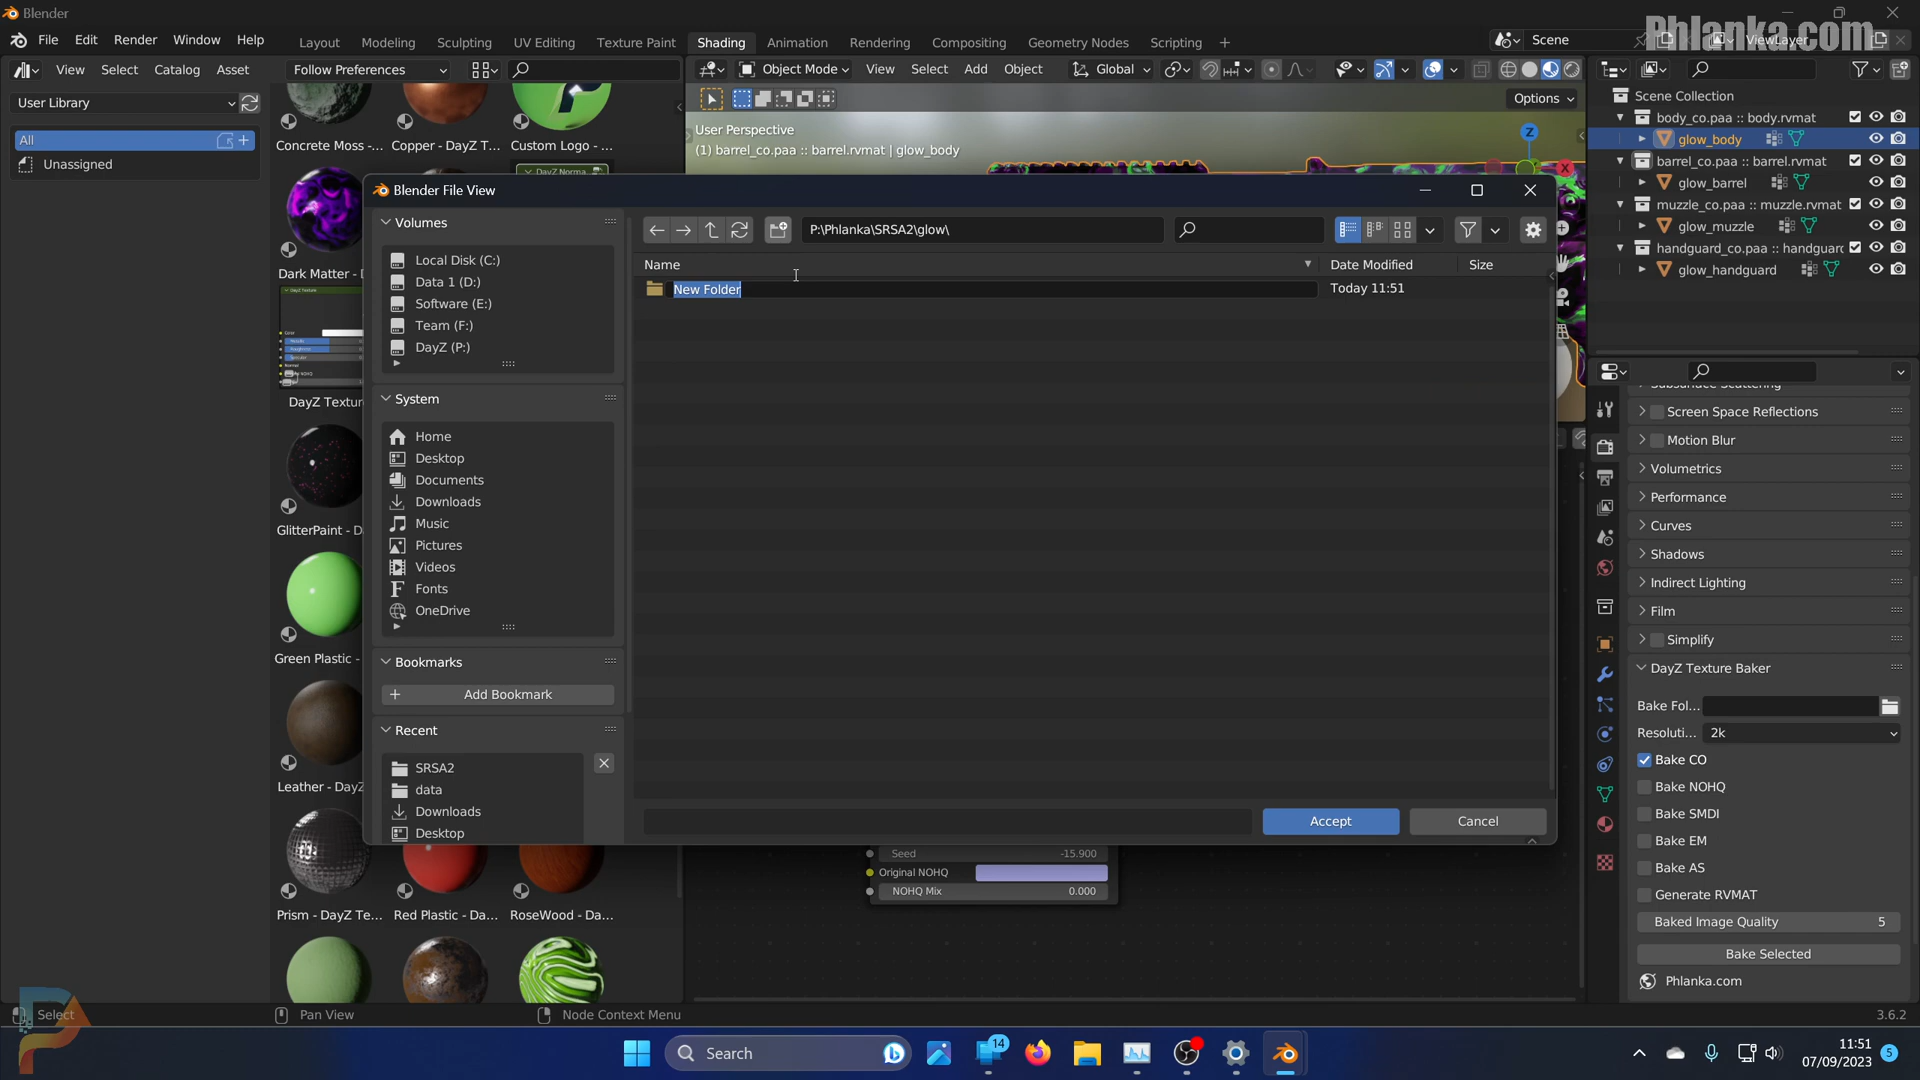 Blender
Phlanka.com
File Edit Render Window Help
Layout Modeling Sculpting UV Editing Texture Paint Shading Animation Rendering Compositing Geometry Nodes Scripting +
Scene
ViewLayer
View Select Catalog Asset
Follow Preferences
Object Mode View Select Add Object Global
User Library
Options
All
Unassigned
Concrete Moss -... Copper - DayZ T... Custom Logo - ...
Dark Matter - D
DayZ Textur
GlitterPaint - D
Green Plastic -
Leather - DayZ
Prism - DayZ Te... Red Plastic - Da... RoseWood - Da...
User Perspective
(1) barrel_co.paa :: barrel.rvmat | glow_body
Z
X
Blender File View
Volumes
Local Disk (C:)
Data 1 (D:)
Software (E:)
Team (F:)
DayZ (P:)
System
Home
Desktop
Documents
Downloads
Music
Pictures
Videos
Fonts
OneDrive
Bookmarks
Add Bookmark
Recent
SRSA2
data
Downloads
Desktop
P:\Phlanka\SRSA2\glow\
Name Date Modified Size
New Folder Today 11:51
Accept Cancel
Seed -15.900
Original NOHQ
NOHQ Mix 0.000
Scene Collection
body_co.paa :: body.rvmat
glow_body
barrel_co.paa :: barrel.rvmat
glow_barrel
muzzle_co.paa :: muzzle.rvmat
glow_muzzle
handguard_co.paa :: handguard
glow_handguard
Subsurface Scattering
Screen Space Reflections
Motion Blur
Volumetrics
Performance
Curves
Shadows
Indirect Lighting
Film
Simplify
DayZ Texture Baker
Bake Fol...
Resoluti... 2k
Bake CO
Bake NOHQ
Bake SMDI
Bake EM
Bake AS
Generate RVMAT
Baked Image Quality 5
Bake Selected
Phlanka.com
Select Pan View Node Context Menu
3.6.2
Search
14
11:51
07/09/2023
5